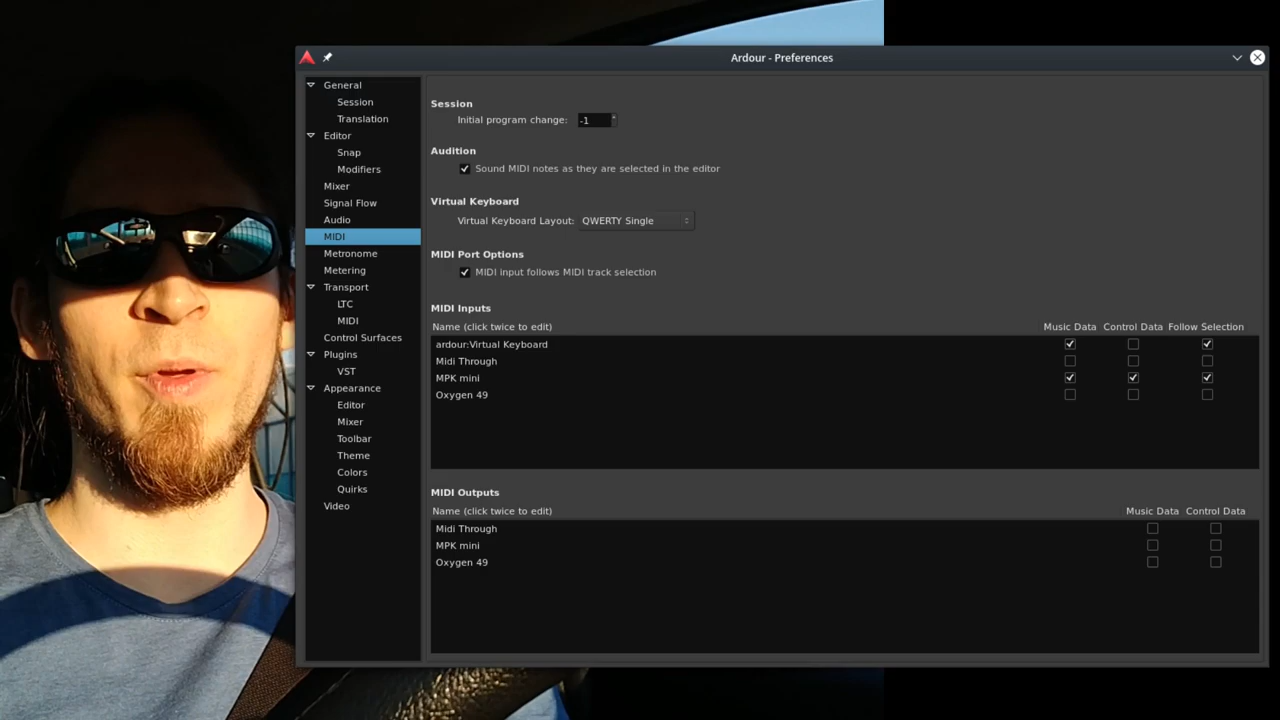 Ardour - Preferences
General
Session
Translation
Editor
Snap
Modifiers
Mixer
Signal Flow
Audio
MIDI
Metronome
Metering
Transport
LTC
MIDI
Control Surfaces
Plugins
VST
Appearance
Editor
Mixer
Toolbar
Theme
Colors
Quirks
Video
Session
Initial program change: -1
Audition
Sound MIDI notes as they are selected in the editor
Virtual Keyboard
Virtual Keyboard Layout: QWERTY Single
MIDI Port Options
MIDI input follows MIDI track selection
MIDI Inputs
Name (click twice to edit) Music Data Control Data Follow Selection
ardour:Virtual Keyboard
Midi Through
MPK mini
Oxygen 49
MIDI Outputs
Name (click twice to edit) Music Data Control Data
Midi Through
MPK mini
Oxygen 49